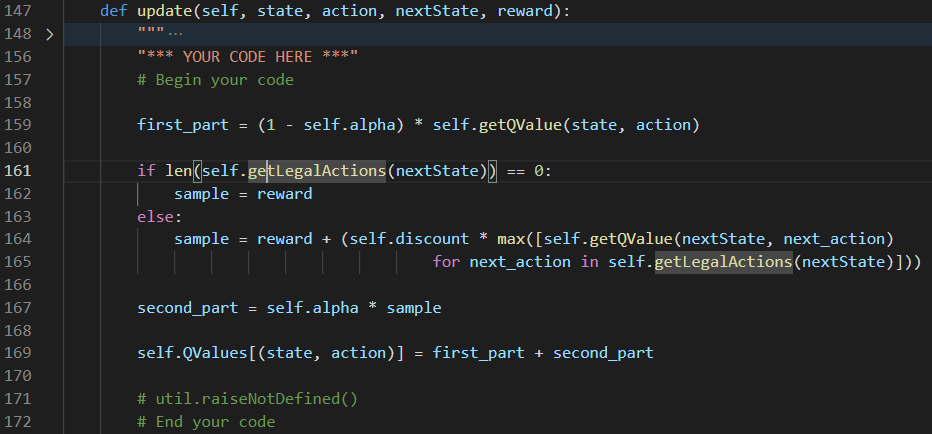 147 def update(self, state, action, nextState, reward):
148 > """ ...
156 "*** YOUR CODE HERE ***"
157 # Begin your code
158
159 first_part = (1 - self.alpha) * self.getQValue(state, action)
160
161 if len(self.getLegalActions(nextState)) == 0:
162 sample = reward
163 else:
164 sample = reward + (self.discount * max([self.getQValue(nextState, next_action)
165 for next_action in self.getLegalActions(nextState)]))
166
167 second_part = self.alpha * sample
168
169 self.QValues[(state, action)] = first_part + second_part
170
171 # util.raiseNotDefined()
172 # End your code